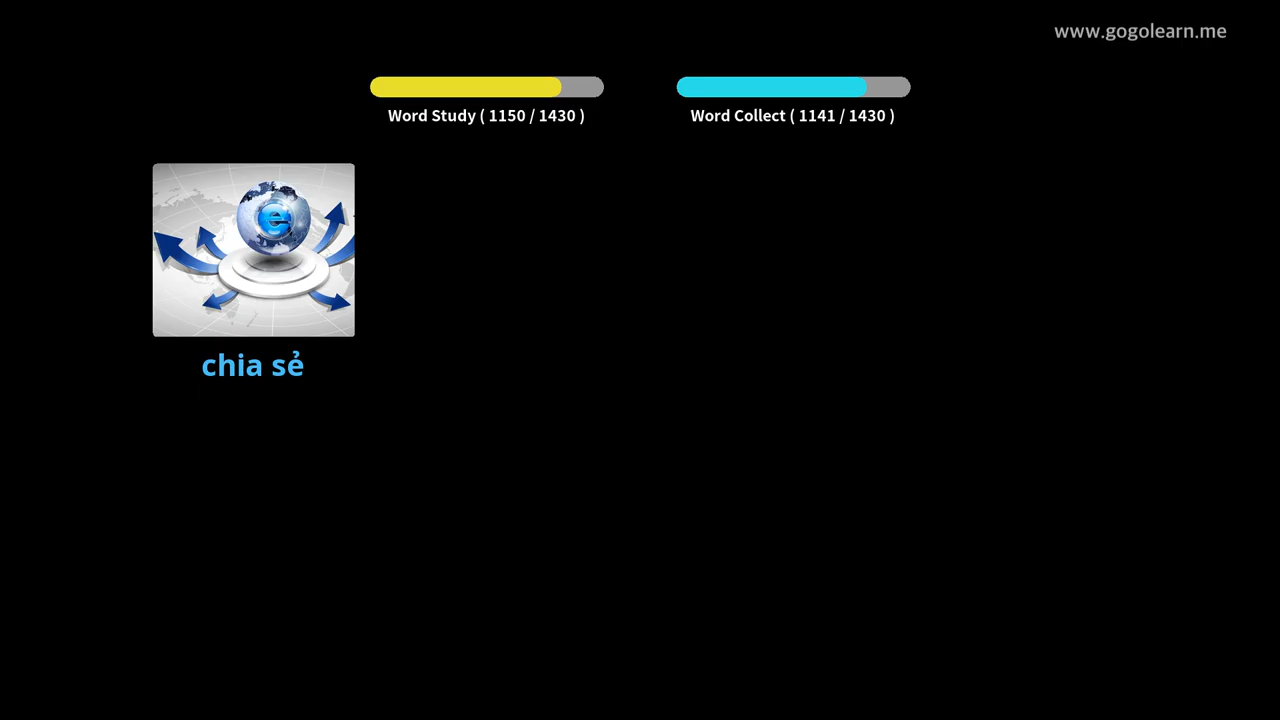 www.gogolearn.me
Word Study ( 1150 / 1430 )
Word Collect ( 1141 / 1430 )
e
chia sẻ